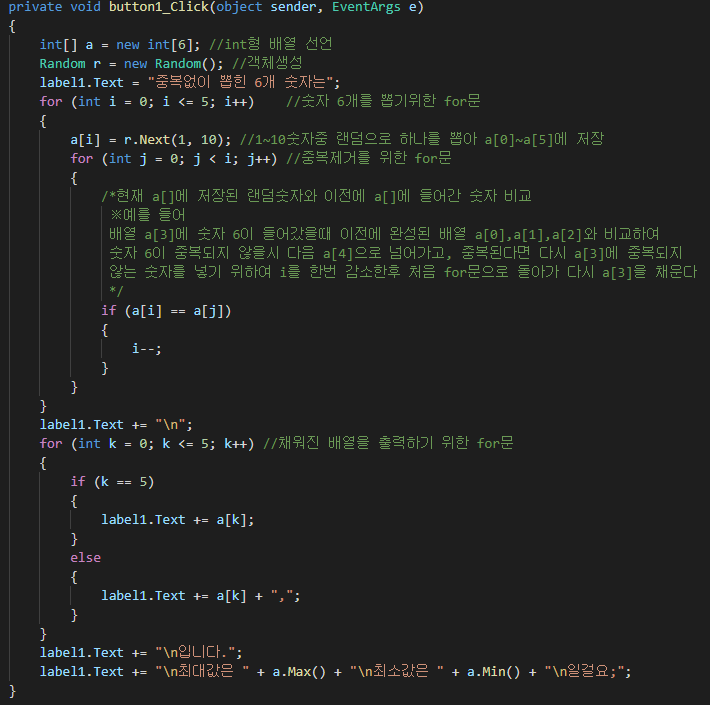 private void button1_Click(object sender, EventArgs e)
{
    int[] a = new int[6]; //int형 배열 선언
    Random r = new Random(); //객체생성
    label1.Text = "중복없이 뽑힌 6개 숫자는";
    for (int i = 0; i <= 5; i++)    //숫자 6개를 뽑기위한 for문
    {
        a[i] = r.Next(1, 10); //1~10숫자중 랜덤으로 하나를 뽑아 a[0]~a[5]에 저장
        for (int j = 0; j < i; j++) //중복제거를 위한 for문
        {
            /*현재 a[]에 저장된 랜덤숫자와 이전에 a[]에 들어간 숫자 비교
             ※예를 들어
             배열 a[3]에 숫자 6이 들어갔을때 이전에 완성된 배열 a[0],a[1],a[2]와 비교하여
             숫자 6이 중복되지 않을시 다음 a[4]으로 넘어가고, 중복된다면 다시 a[3]에 중복되지
             않는 숫자를 넣기 위하여 i를 한번 감소한후 처음 for문으로 돌아가 다시 a[3]을 채운다
             */
            if (a[i] == a[j])
            {
                i--;
            }
        }
    }
    label1.Text += "\n";
    for (int k = 0; k <= 5; k++) //채워진 배열을 출력하기 위한 for문
    {
        if (k == 5)
        {
            label1.Text += a[k];
        }
        else
        {
            label1.Text += a[k] + ",";
        }
    }
    label1.Text += "\n입니다.";
    label1.Text += "\n최대값은 " + a.Max() + "\n최소값은 " + a.Min() + "\n일걸요;";
}